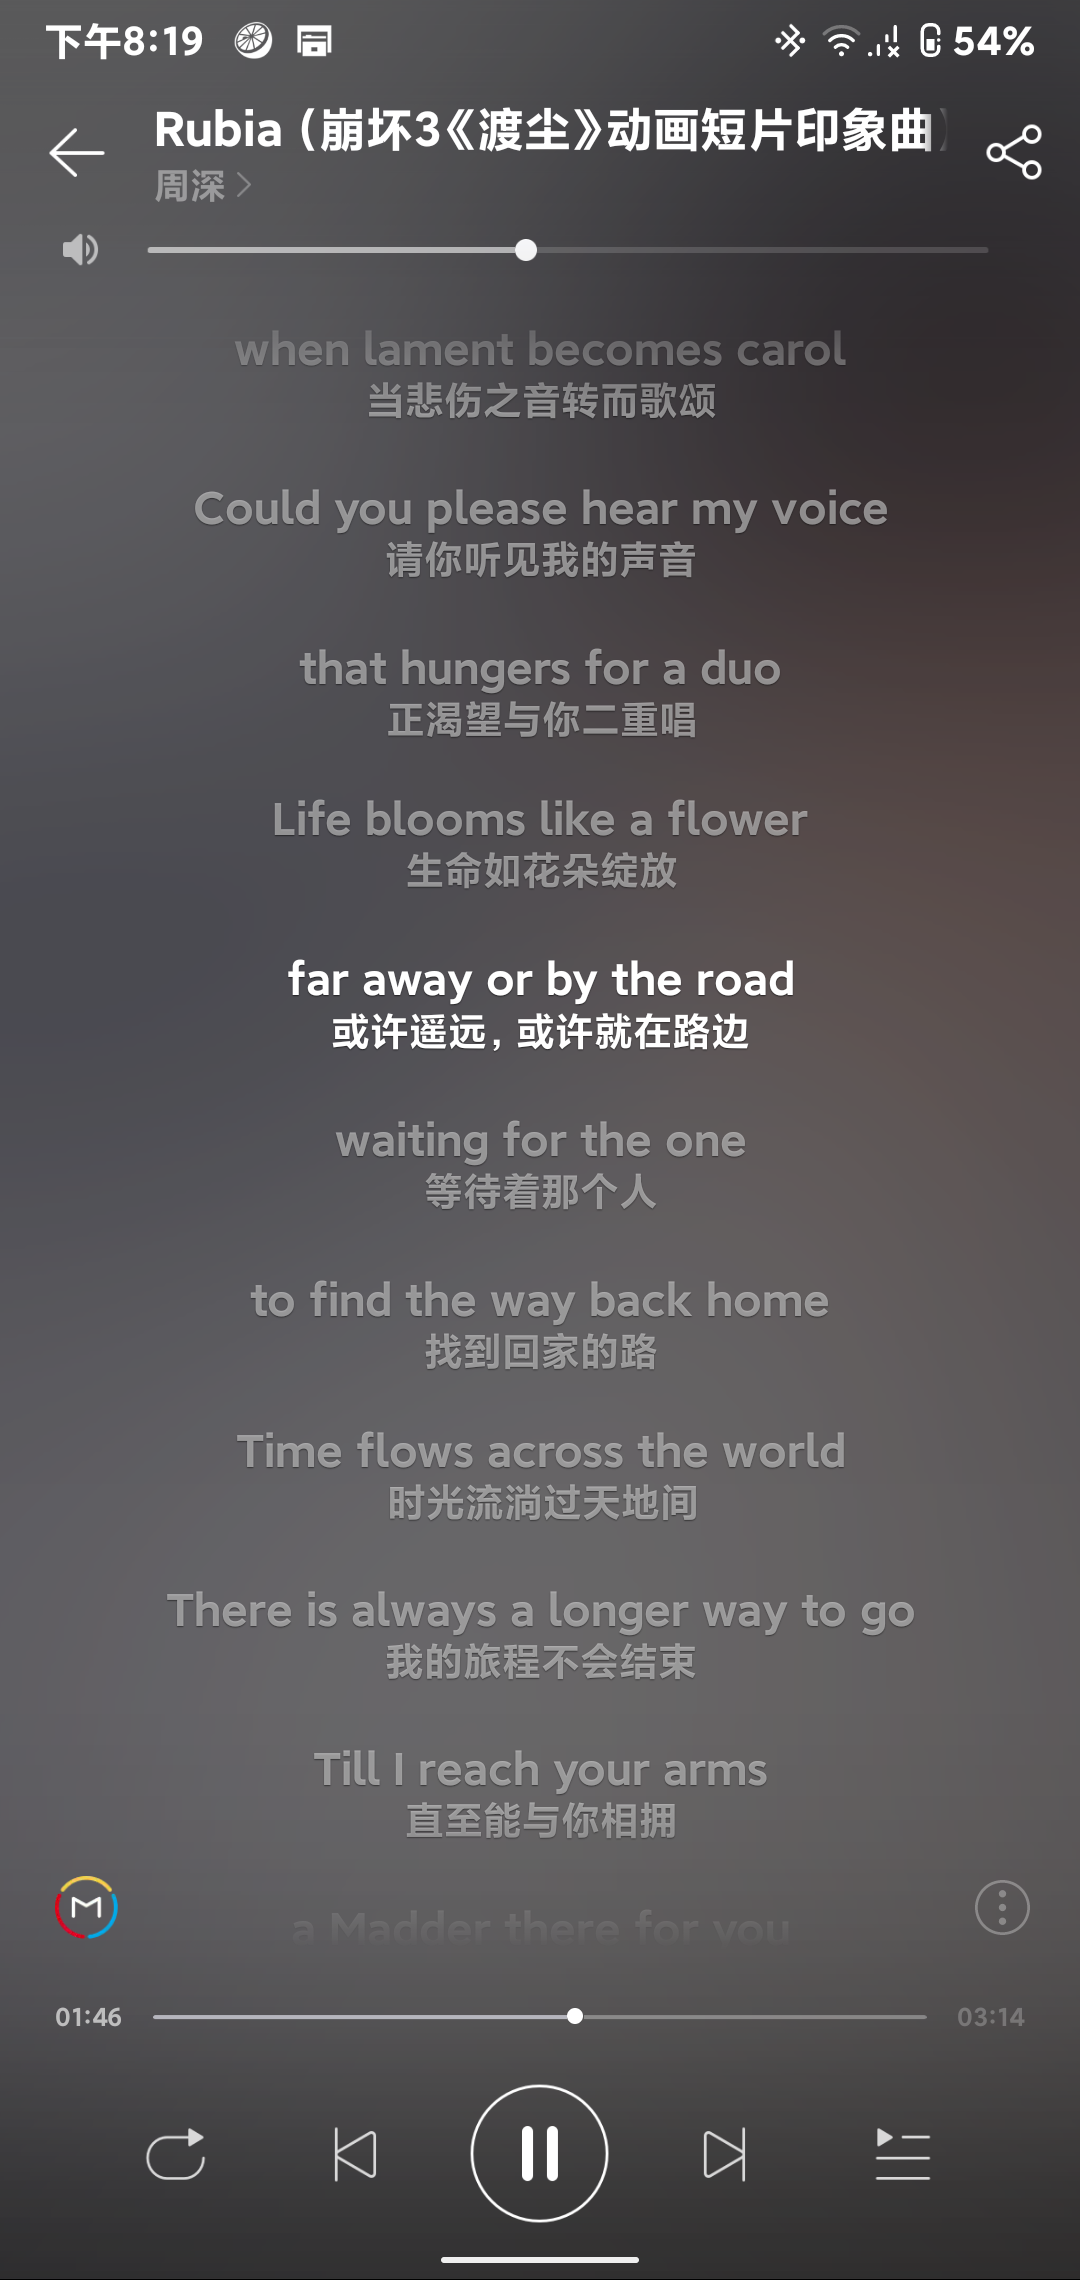 下午8:19
54%
Rubia（崩坏3《渡尘》动画短片印象曲）
周深
when lament becomes carol
当悲伤之音转而歌颂
Could you please hear my voice
请你听见我的声音
that hungers for a duo
正渴望与你二重唱
Life blooms like a flower
生命如花朵绽放
far away or by the road
或许遥远，或许就在路边
waiting for the one
等待着那个人
to find the way back home
找到回家的路
Time flows across the world
时光流淌过天地间
There is always a longer way to go
我的旅程不会结束
Till I reach your arms
直至能与你相拥
M
a Madder there for you
01:46
03:14